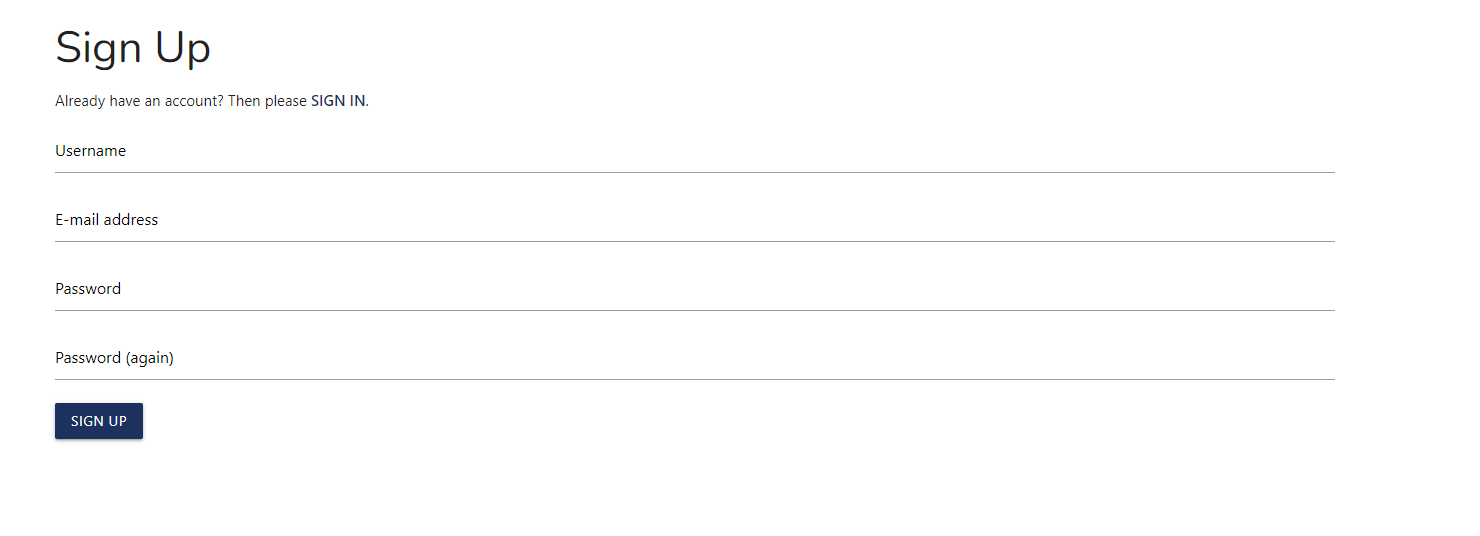 Sign Up
Already have an account? Then please SIGN IN.
Username
E-mail address
Password
Password (again)
SIGN UP